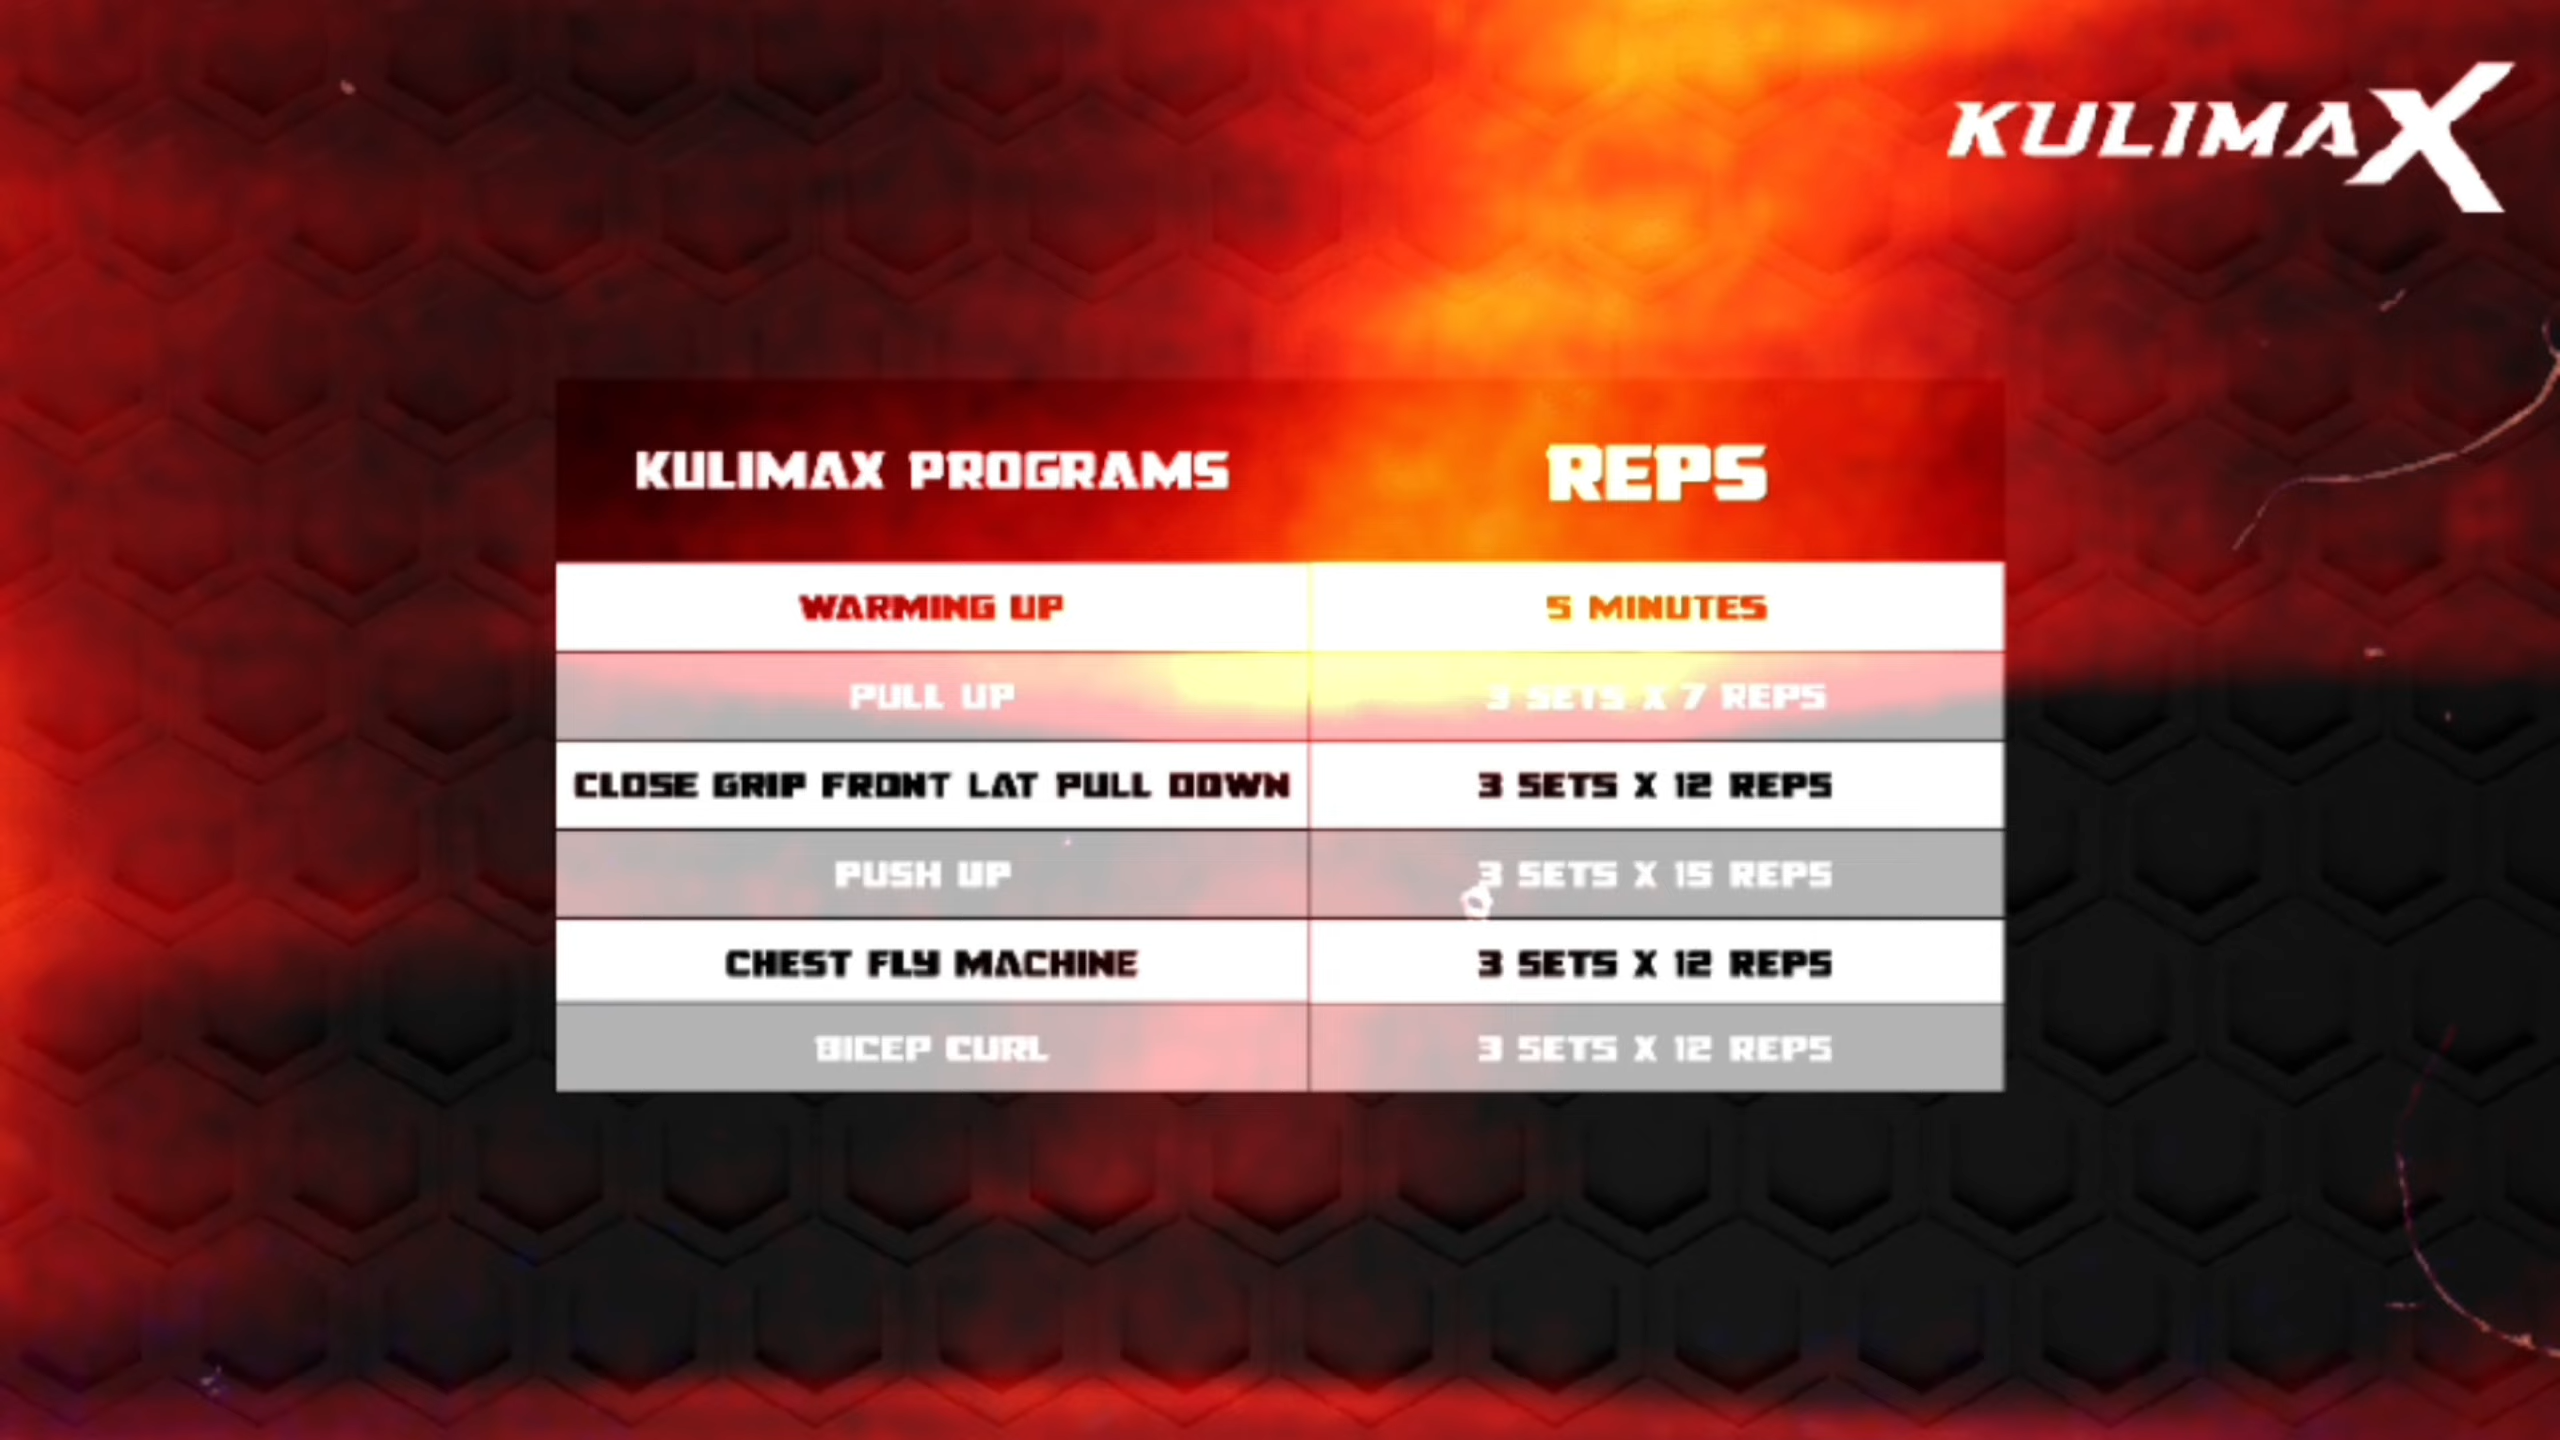 KULIMAX
KULIMAX PROGRAMS REPS
WARMING UP 5 MINUTES
PULL UP 3 SETS X 7 REPS
CLOSE GRIP FRONT LAT PULL DOWN 3 SETS X 12 REPS
PUSH UP 3 SETS X 15 REPS
CHEST FLY MACHINE 3 SETS X 12 REPS
BICEP CURL 3 SETS X 12 REPS